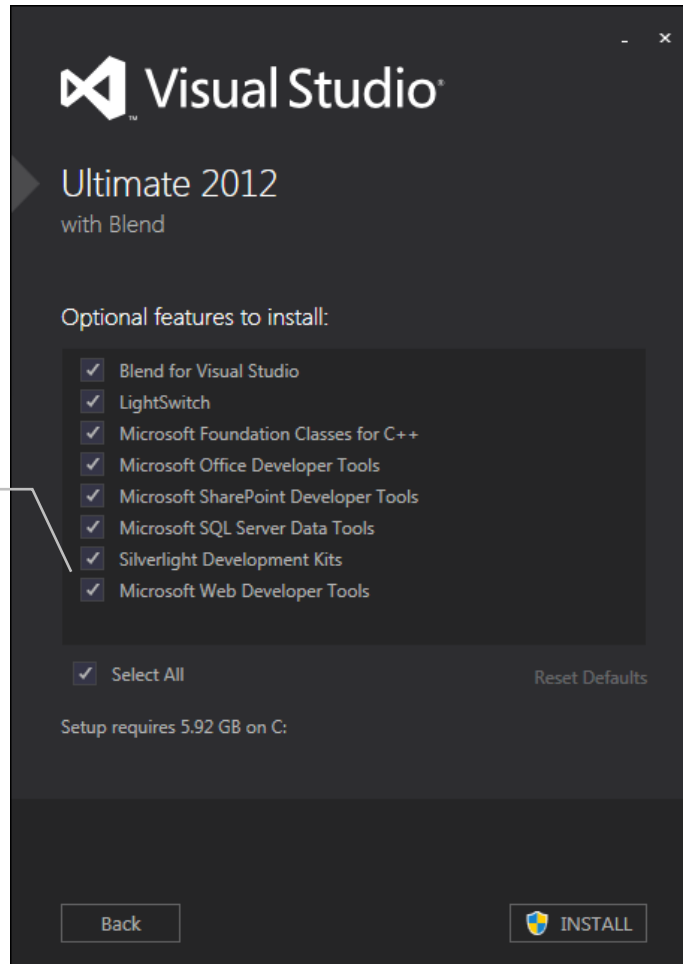 Visual Studio®
™
Ultimate 2012
with Blend
Optional features to install:
Blend for Visual Studio
LightSwitch
Microsoft Foundation Classes for C++
Microsoft Office Developer Tools
Microsoft SharePoint Developer Tools
Microsoft SQL Server Data Tools
Silverlight Development Kits
Microsoft Web Developer Tools
Select All
Reset Defaults
Setup requires 5.92 GB on C:
Back
INSTALL